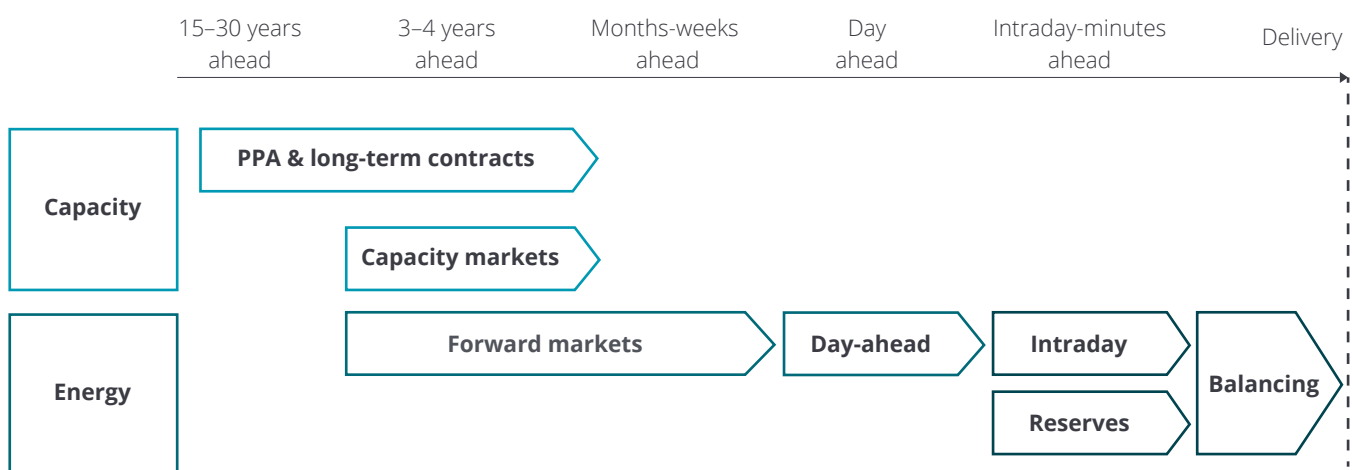 15–30 years
ahead
3–4 years
ahead
Months-weeks
ahead
Day
ahead
Intraday-minutes
ahead
Delivery
Capacity
PPA & long-term contracts
Capacity markets
Energy
Forward markets
Day-ahead
Intraday
Reserves
Balancing